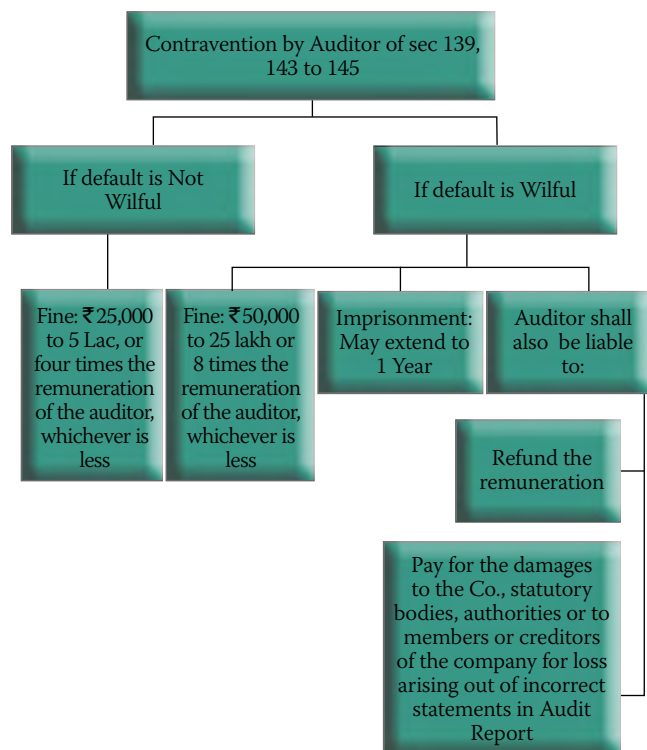 Contravention by Auditor of sec 139,
143 to 145
If default is Not
Wilful
If default is Wilful
Fine: ₹25,000
to 5 Lac, or
four times the
remuneration
of the auditor,
whichever is
less
Fine: ₹50,000
to 25 lakh or
8 times the
remuneration
of the auditor,
whichever is
less
Imprisonment:
May extend to
1 Year
Auditor shall
also be liable
to:
Refund the
remuneration
Pay for the damages
to the Co., statutory
bodies, authorities or to
members or creditors
of the company for loss
arising out of incorrect
statements in Audit
Report